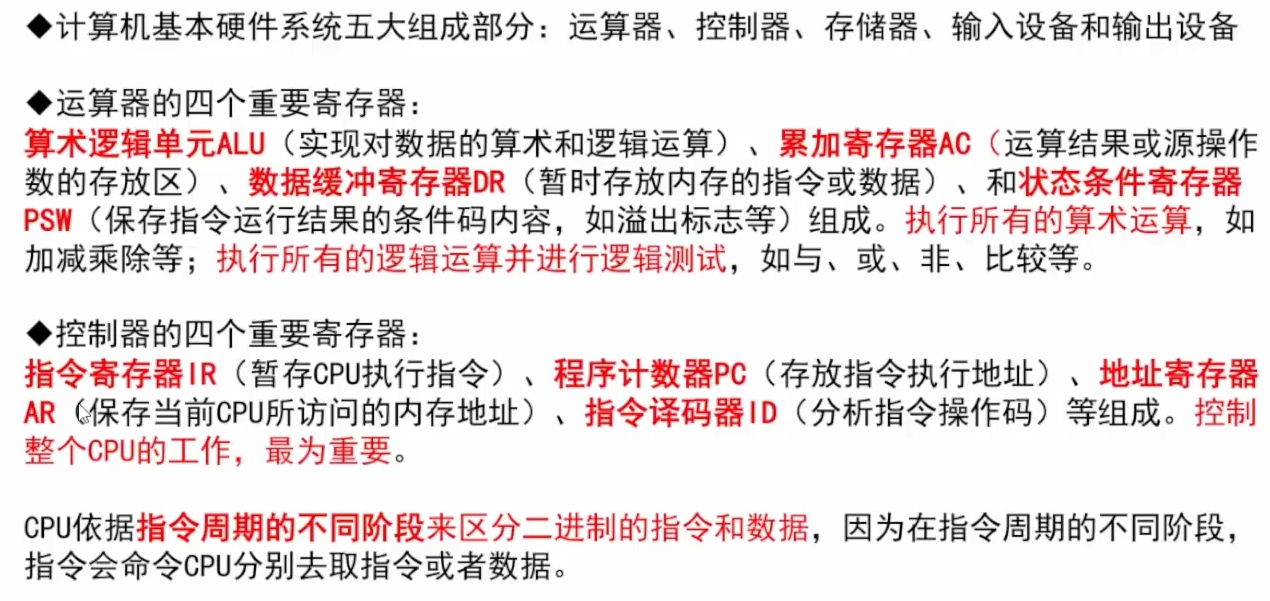 ◆计算机基本硬件系统五大组成部分：运算器、控制器、存储器、输入设备和输出设备
◆运算器的四个重要寄存器：
算术逻辑单元ALU（实现对数据的算术和逻辑运算）、累加寄存器AC（运算结果或源操作
数的存放区）、数据缓冲寄存器DR（暂时存放内存的指令或数据）、和状态条件寄存器
PSW（保存指令运行结果的条件码内容，如溢出标志等）组成。执行所有的算术运算，如
加减乘除等；执行所有的逻辑运算并进行逻辑测试，如与、或、非、比较等。
◆控制器的四个重要寄存器：
指令寄存器IR（暂存CPU执行指令）、程序计数器PC（存放指令执行地址）、地址寄存器
AR（保存当前CPU所访问的内存地址）、指令译码器ID（分析指令操作码）等组成。控制
整个CPU的工作，最为重要。
CPU依据指令周期的不同阶段来区分二进制的指令和数据，因为在指令周期的不同阶段，
指令会命令CPU分别去取指令或者数据。